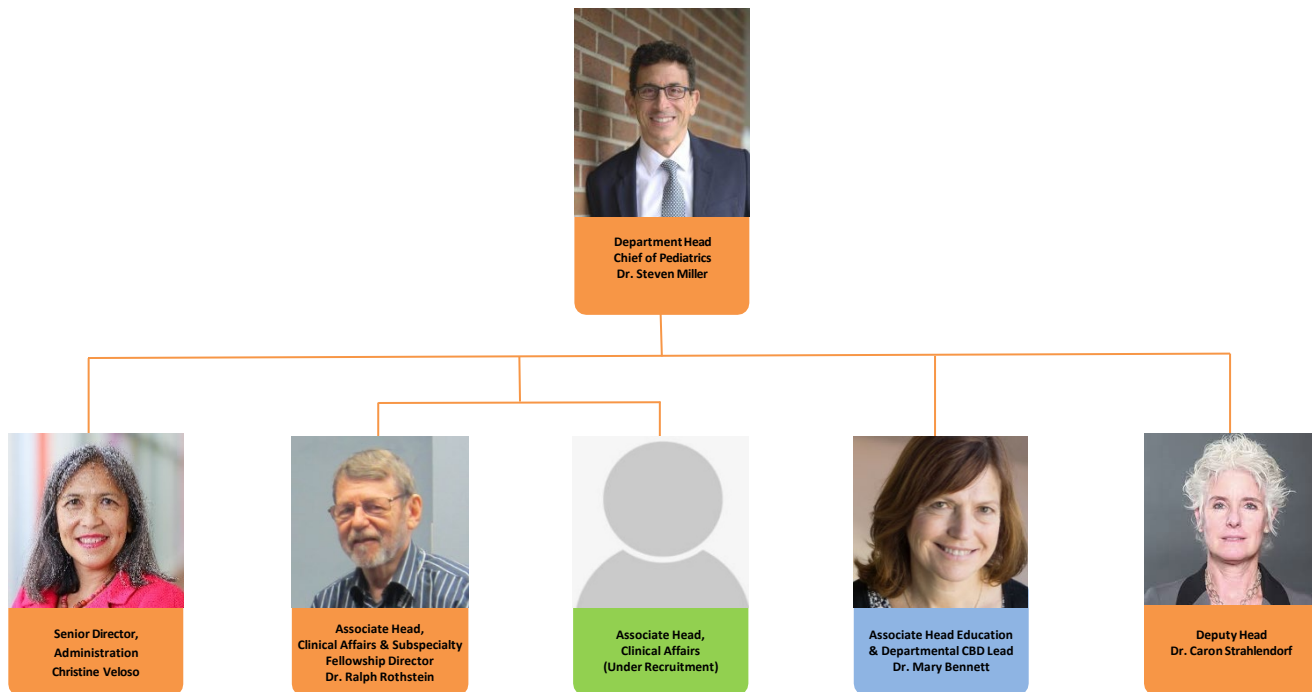 Department Head
Chief of Pediatrics
Dr. Steven Miller
Senior Director,
Administration
Christine Veloso
Associate Head,
Clinical Affairs & Subspecialty
Fellowship Director
Dr. Ralph Rothstein
Associate Head,
Clinical Affairs
(Under Recruitment)
Associate Head Education
& Departmental CBD Lead
Dr. Mary Bennett
Deputy Head
Dr. Caron Strahlendorf